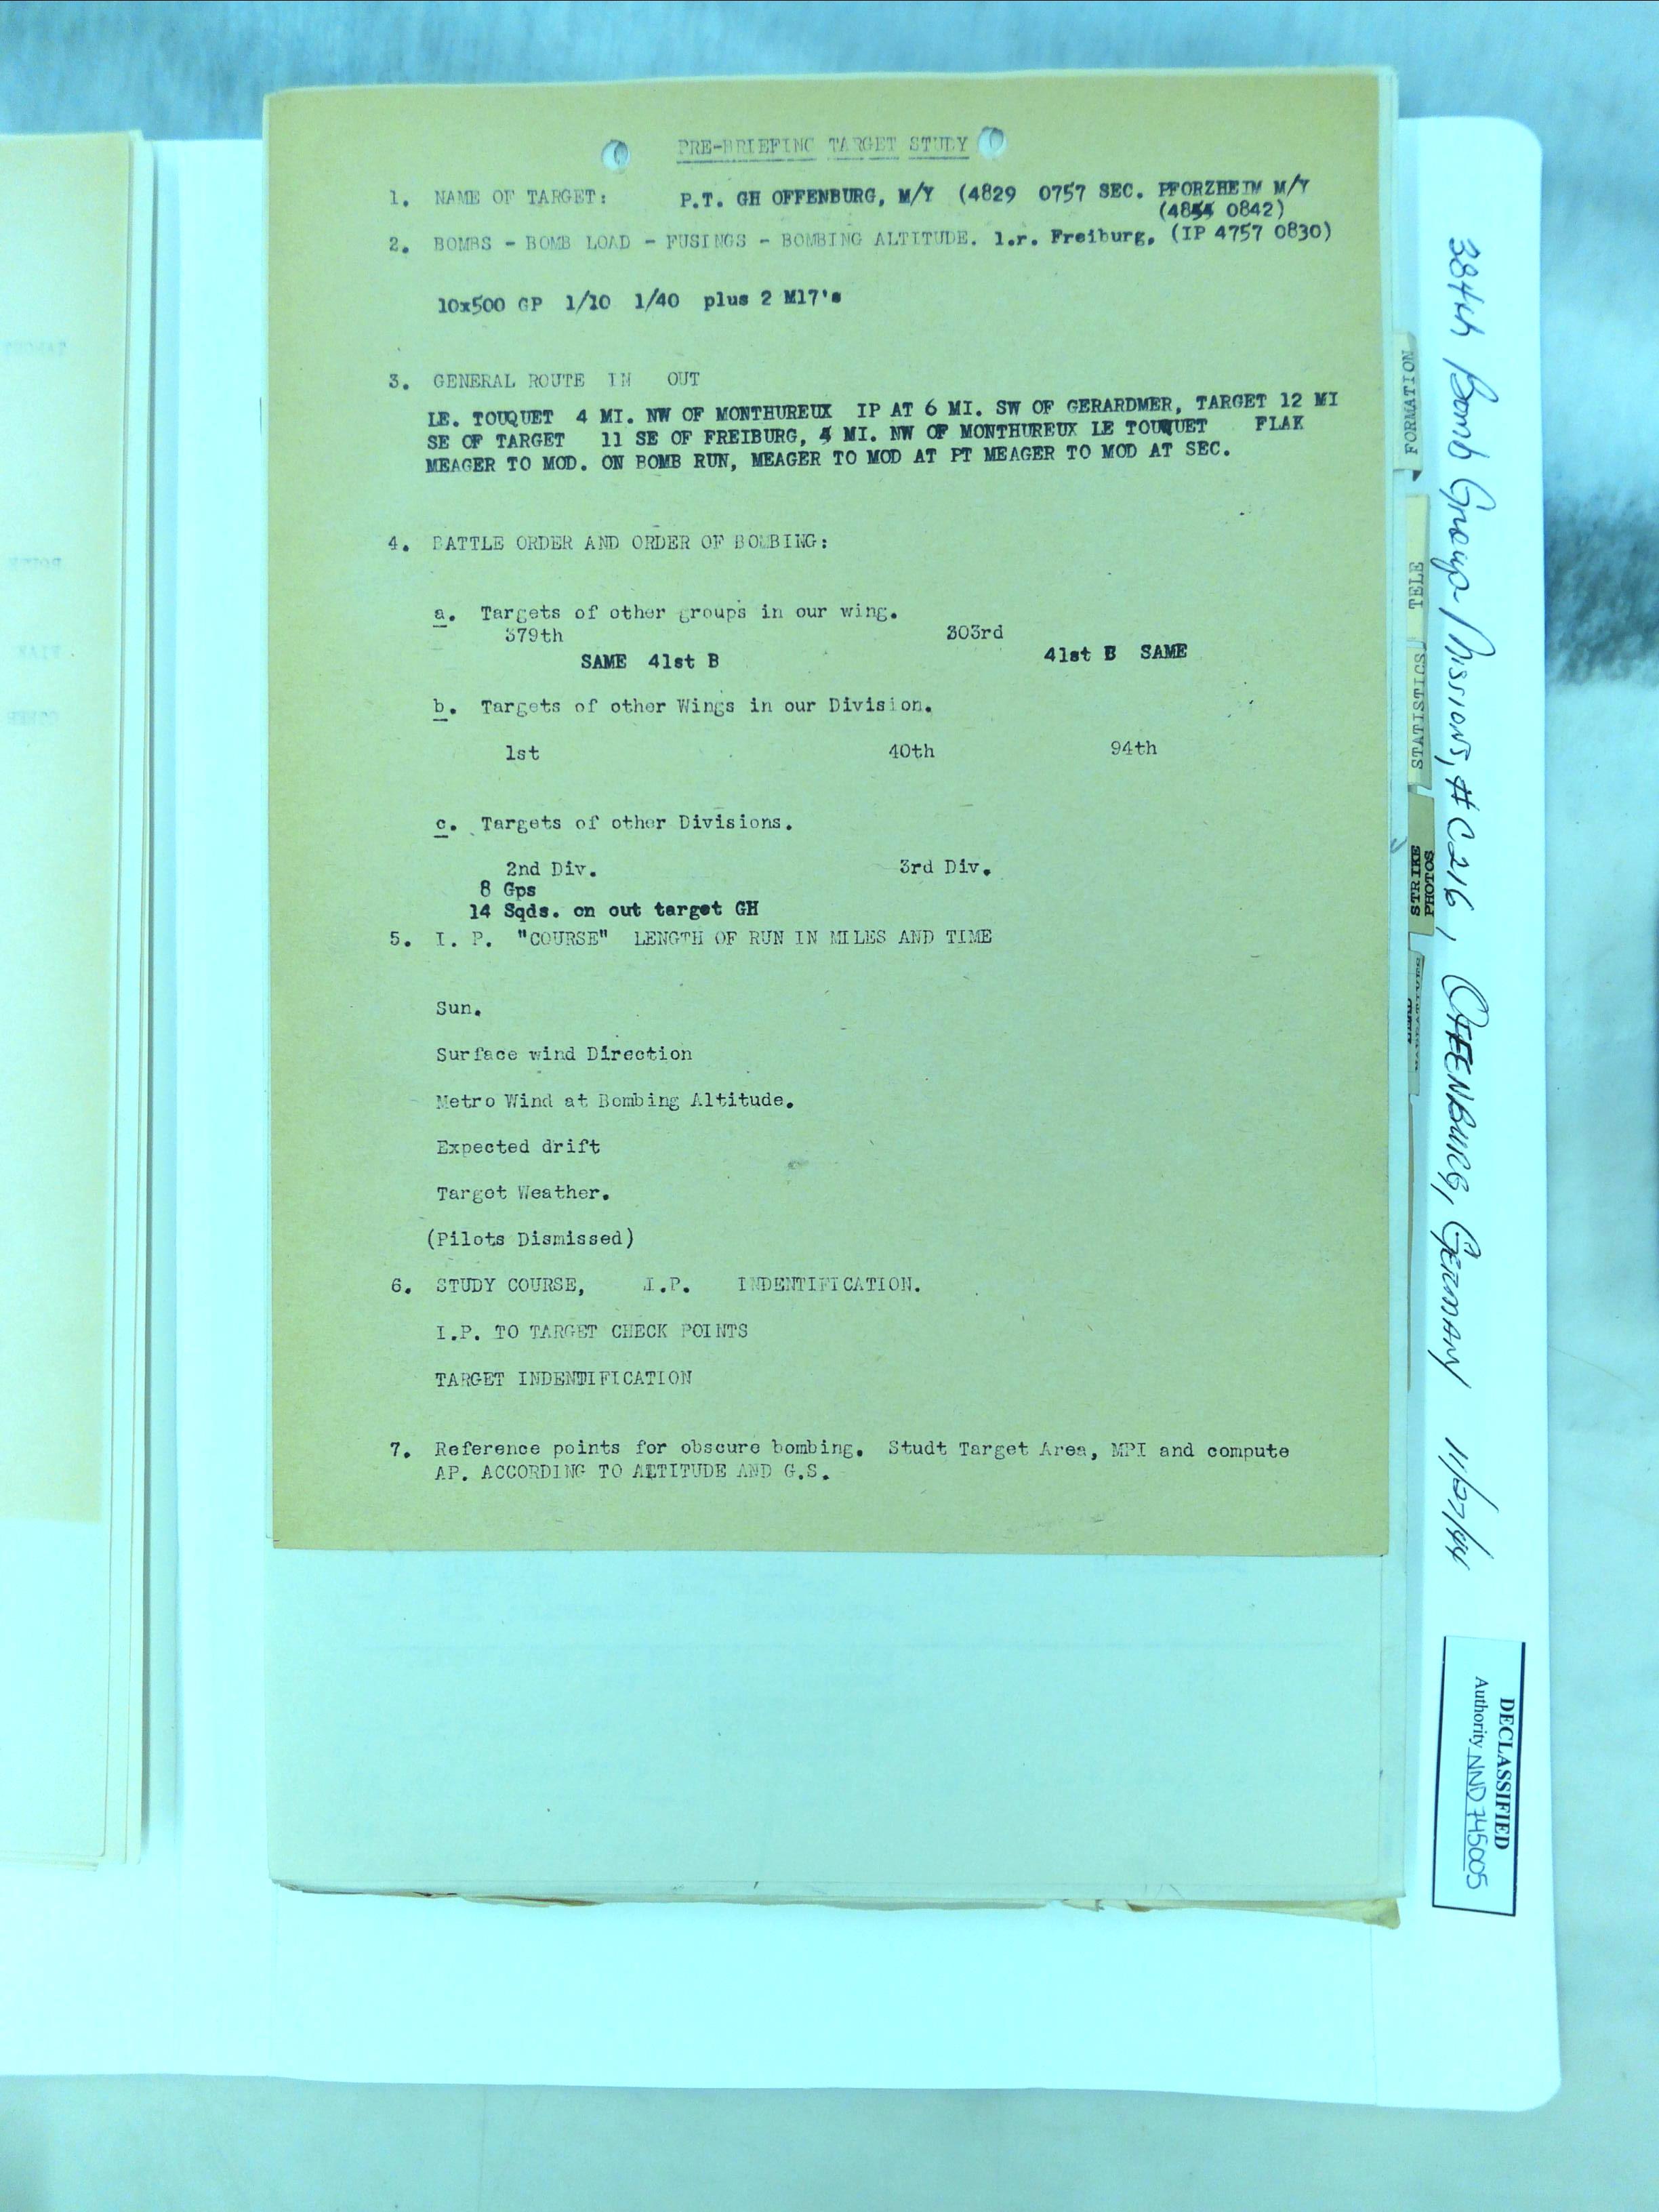 PRE-BRIEFING TARGET STUDY
1. NAME OF TARGET: P.T. GH OFFENBURG, M/Y (4829 0757 SEC. PFORZHEIM M/Y
(4854 0842)
2. BOMBS - BOMB LOAD - FUSINGS - BOMBING ALTITUDE. l.r. Freiburg, (IP 4757 0830)
10x500 GP 1/10 1/40 plus 2 M17's
3. GENERAL ROUTE IN OUT
LE. TOUQUET 4 MI. NW OF MONTHUREUX IP AT 6 MI. SW OF GERARDMER, TARGET 12 MI
SE OF TARGET 11 SE OF FREIBURG, 4 MI. NW OF MONTHUREUX LE TOUQUET FLAK
MEAGER TO MOD. ON BOMB RUN, MEAGER TO MOD AT PT MEAGER TO MOD AT SEC.
4. BATTLE ORDER AND ORDER OF BOMBING:
a. Targets of other groups in our wing.
379th 303rd
SAME 41st B 41st B SAME
b. Targets of other Wings in our Division.
1st 40th 94th
c. Targets of other Divisions.
2nd Div. 3rd Div.
8 Gps
14 Sqds. on out target GH
5. I. P. "COURSE" LENGTH OF RUN IN MILES AND TIME
Sun.
Surface wind Direction
Metro Wind at Bombing Altitude.
Expected drift
Target Weather.
(Pilots Dismissed)
6. STUDY COURSE, I.P. INDENTIFICATION.
I.P. TO TARGET CHECK POINTS
TARGET INDENTIFICATION
7. Reference points for obscure bombing. Studt Target Area, MPI and compute
AP. ACCORDING TO ALTITUDE AND G.S.
FORMATION
TELE
STATISTICS
STRIKE
PHOTOS
384th Bomb Group Missions, #C216, OFFENBURG, GERMANY 11/27/44
DECLASSIFIED
Authority NND 745005